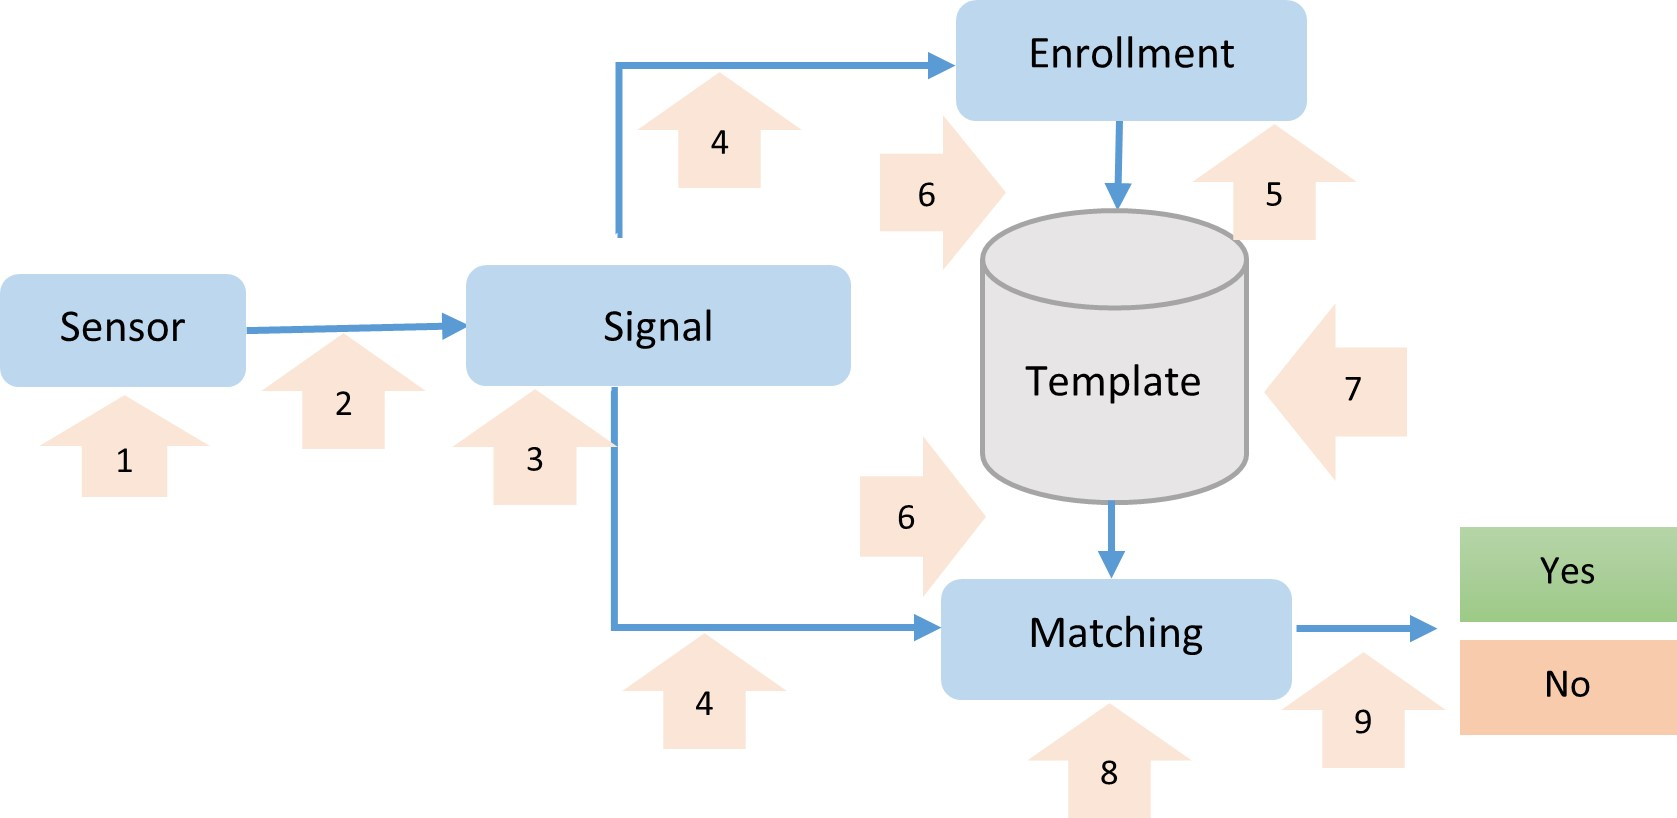 Enrollment
4
6
5
Sensor
Signal
Template
7
2
1
3
6
Yes
Matching
No
4
9
8